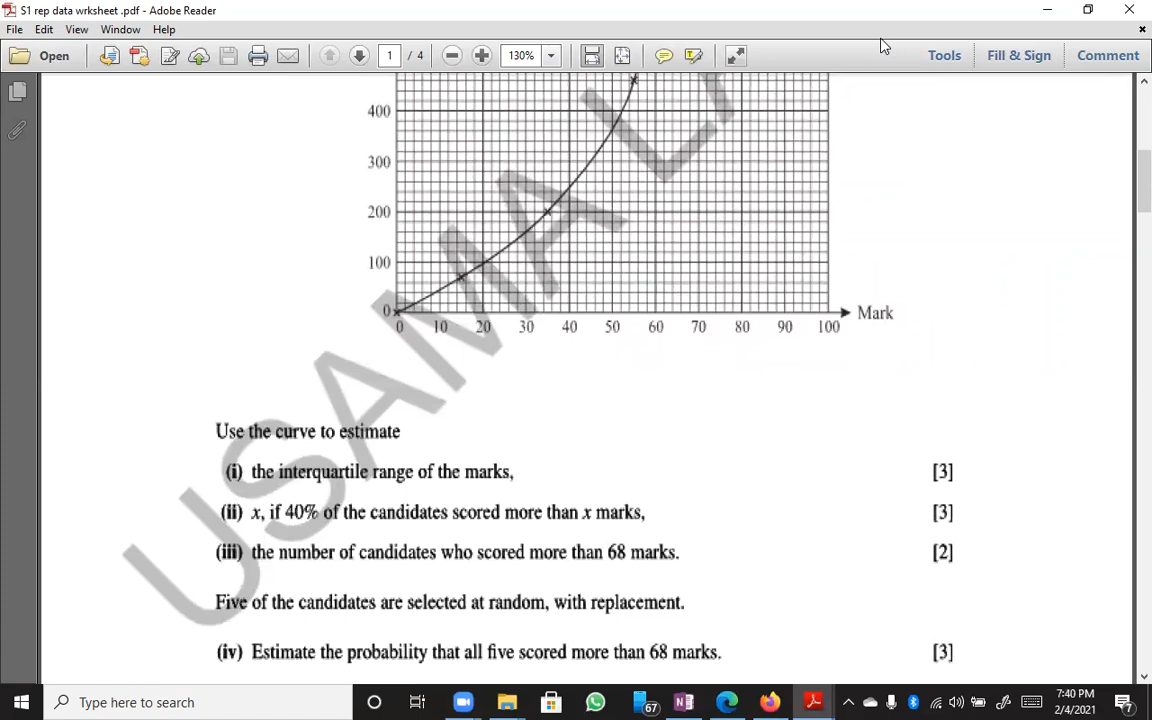 S1 rep data wrksheet .pdf - Adobe Reader
File Edit View Window Help
Open 1 / 4 130% Tools Fill & Sign Comment
400
300
200
100
0
0 10 20 30 40 50 60 70 80 90 100 Mark
USAMA LA
Use the curve to estimate
(i) the interquartile range of the marks, [3]
(ii) x, if 40% of the candidates scored more than x marks, [3]
(iii) the number of candidates who scored more than 68 marks. [2]
Five of the candidates are selected at random, with replacement.
(iv) Estimate the probability that all five scored more than 68 marks. [3]
Type here to search
67
7:40 PM
2/4/2021
7